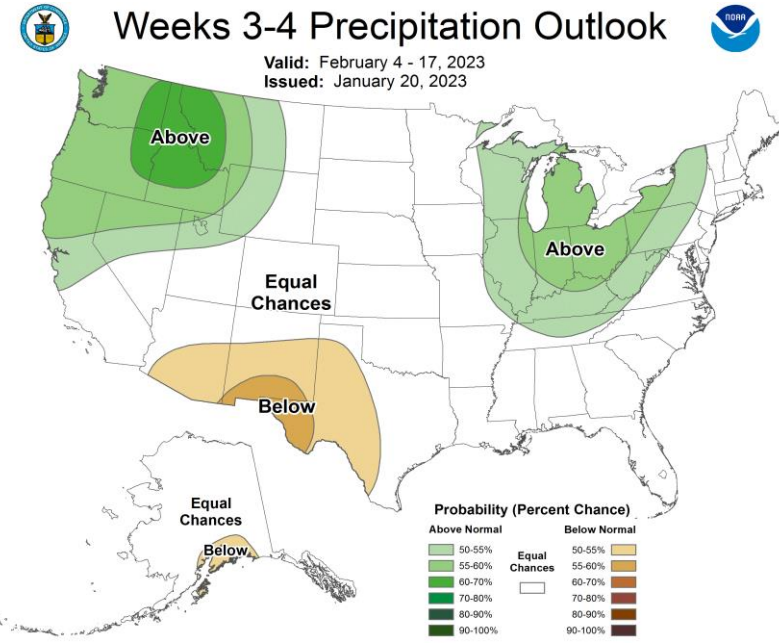 Weeks 3-4 Precipitation Outlook
NOAA
Valid: February 4 - 17, 2023
Issued: January 20, 2023
Above
Above
Equal
Chances
Below
Equal
Chances
Below
Probability (Percent Chance)
Above Normal
Below Normal
50-55%
55-60%
60-70%
70-80%
80-90%
90-100%
Equal
Chances
50-55%
55-60%
60-70%
70-80%
80-90%
90-100%